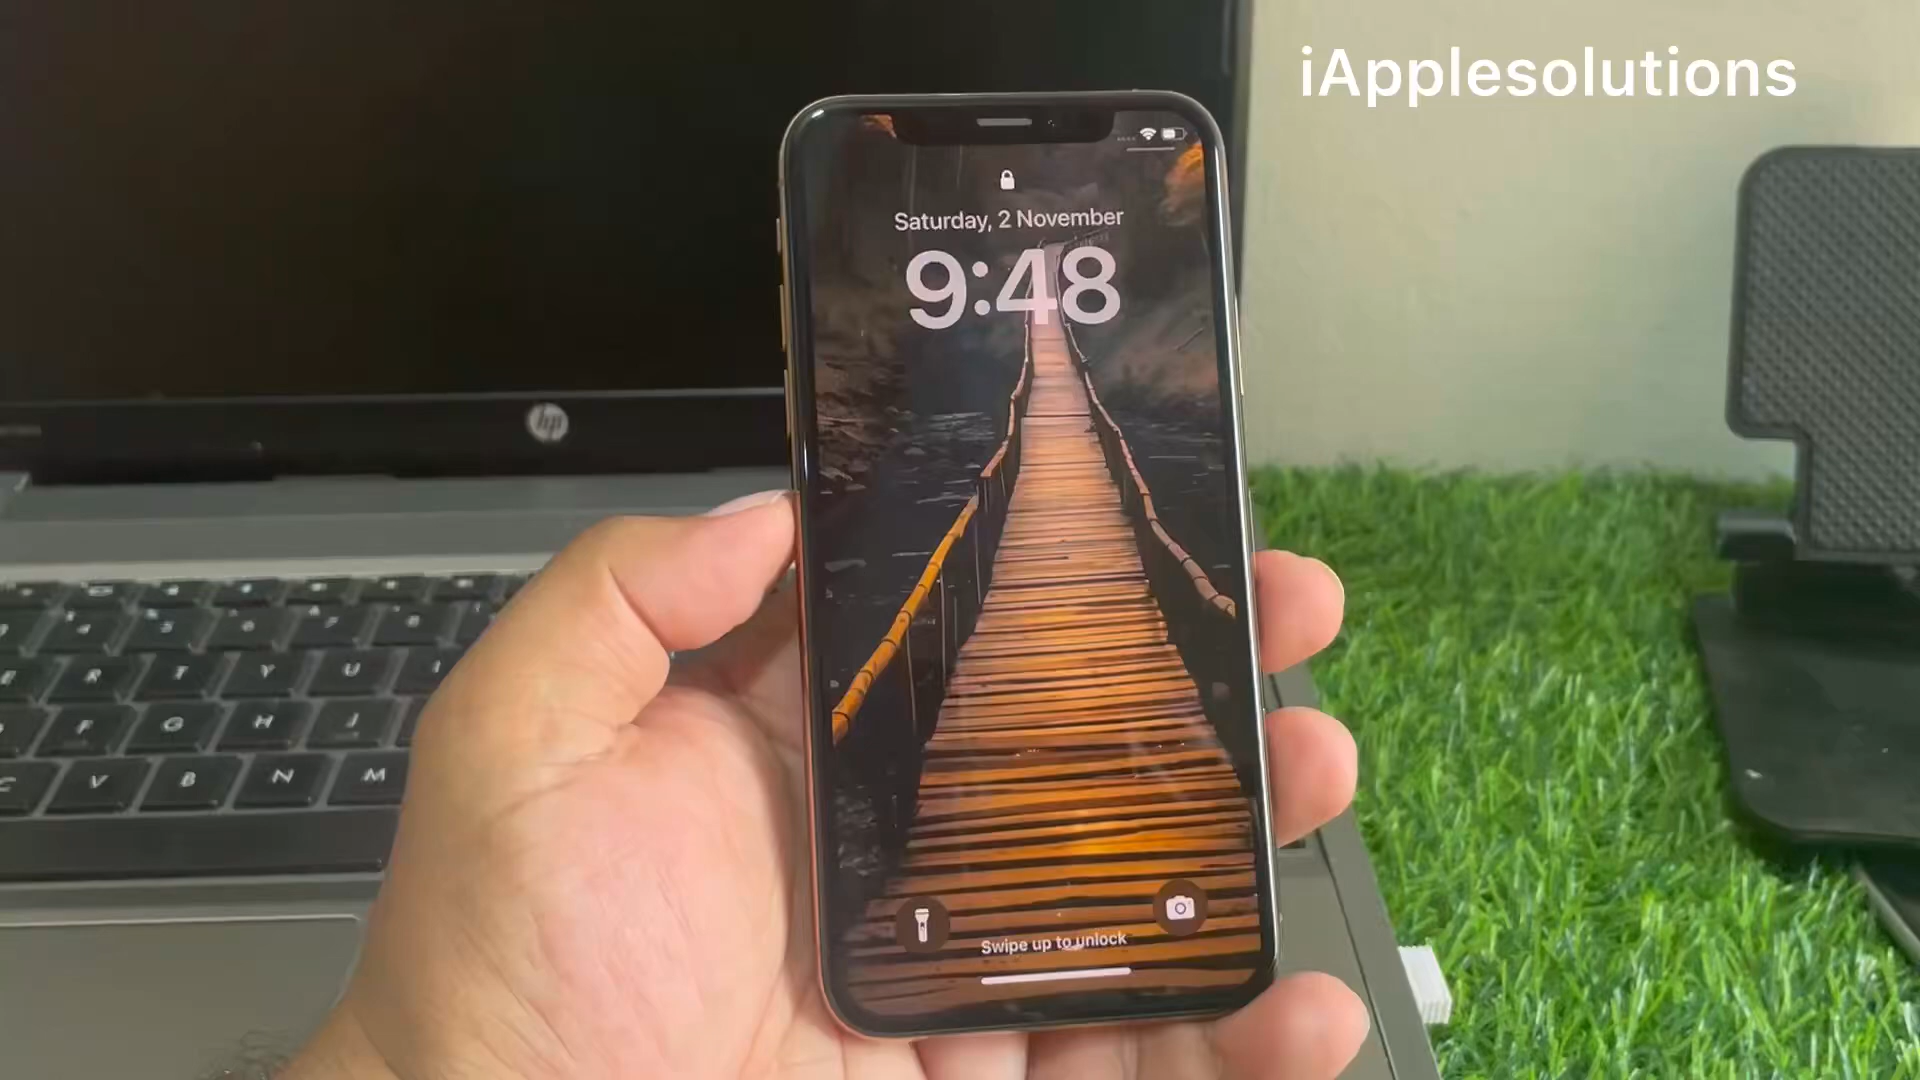 iApplesolutions
Saturday, 2 November
9:48
Swipe up to unlock
hp
E R T Y U I
F G H J
C V B N M